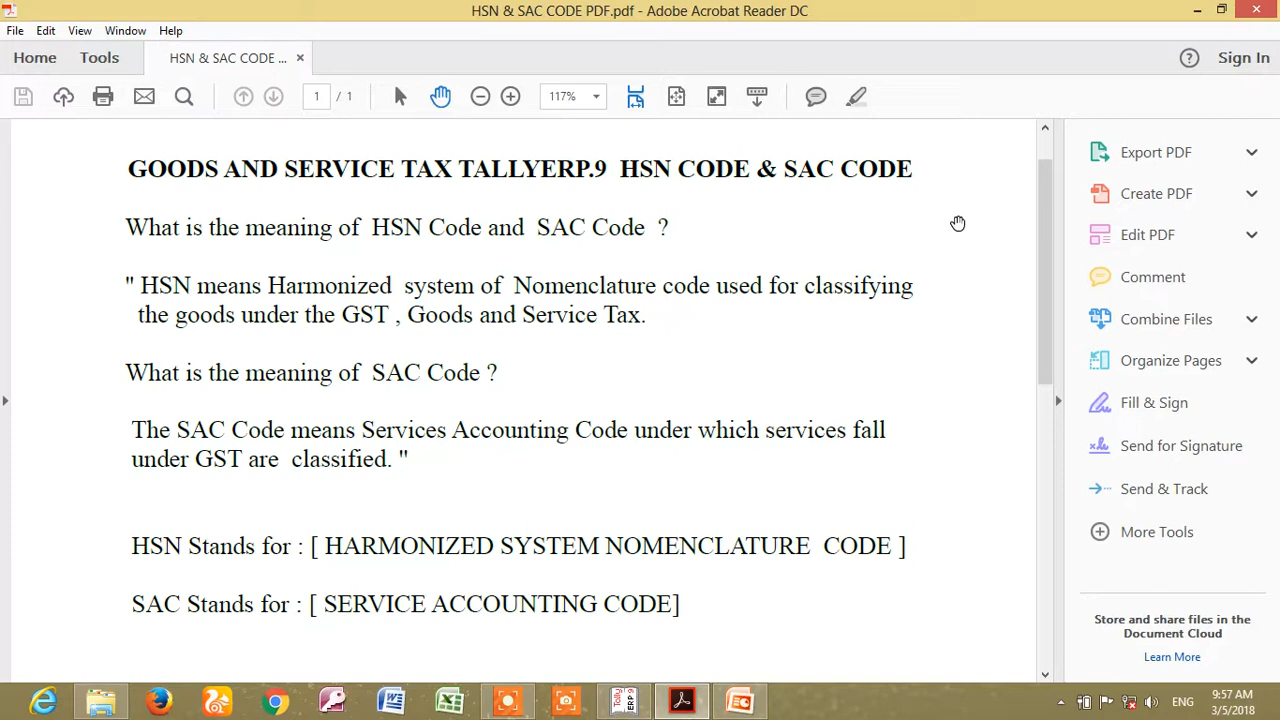 HSN & SAC CODE PDF.pdf - Adobe Acrobat Reader DC
File Edit View Window Help
Home Tools HSN & SAC CODE ... × Sign In
1 / 1 117%
GOODS AND SERVICE TAX TALLYERP.9 HSN CODE & SAC CODE
What is the meaning of HSN Code and SAC Code ?
" HSN means Harmonized system of Nomenclature code used for classifying
the goods under the GST , Goods and Service Tax.
What is the meaning of SAC Code ?
The SAC Code means Services Accounting Code under which services fall
under GST are classified. "
HSN Stands for : [ HARMONIZED SYSTEM NOMENCLATURE CODE ]
SAC Stands for : [ SERVICE ACCOUNTING CODE]
Export PDF
Create PDF
Edit PDF
Comment
Combine Files
Organize Pages
Fill & Sign
Send for Signature
Send & Track
More Tools
Store and share files in the
Document Cloud
Learn More
Tally
ERP 9
ENG
9:57 AM
3/5/2018